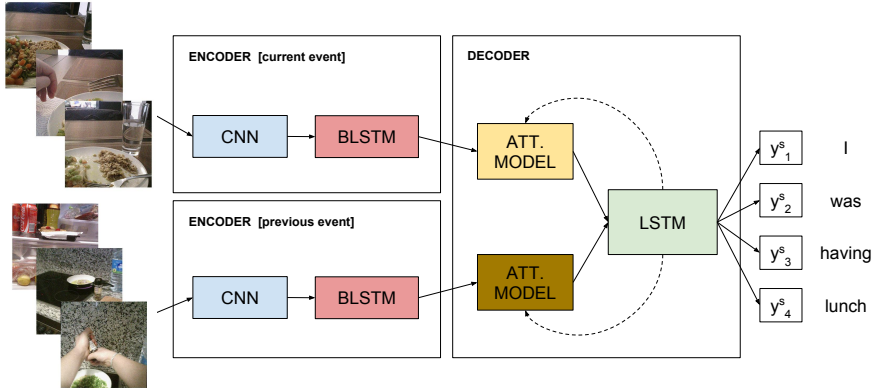 ENCODER [current event]
CNN
BLSTM
DECODER
ATT.
MODEL
ENCODER [previous event]
CNN
BLSTM
ATT.
MODEL
LSTM
yˢ₁ I
yˢ₂ was
yˢ₃ having
yˢ₄ lunch